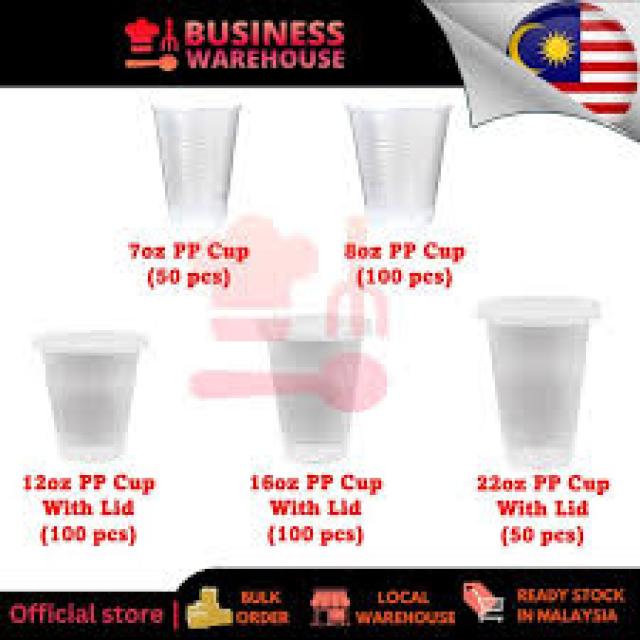 BUSINESS
WAREHOUSE
7oz PP Cup
(50 pcs)
8oz PP Cup
(100 pcs)
12oz PP Cup
With Lid
(100 pcs)
16oz PP Cup
With Lid
(100 pcs)
22oz PP Cup
With Lid
(50 pcs)
Official store
BULK
ORDER
LOCAL
WAREHOUSE
READY STOCK
IN MALAYSIA